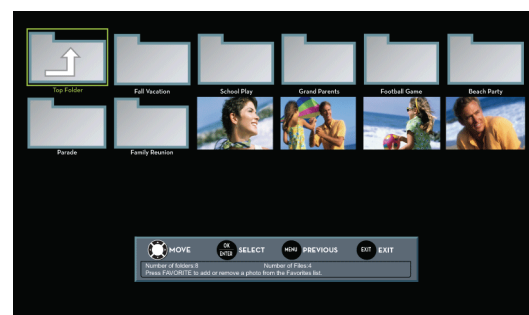 Top Folder
Fall Vacation
School Play
Grand Parents
Football Game
Beach Party
Parade
Family Reunion
MOVE
OK
ENTER
SELECT
MENU
PREVIOUS
EXIT
EXIT
Number of folders:8 Number of Files:4
Press FAVORITE to add or remove a photo from the Favorites list.